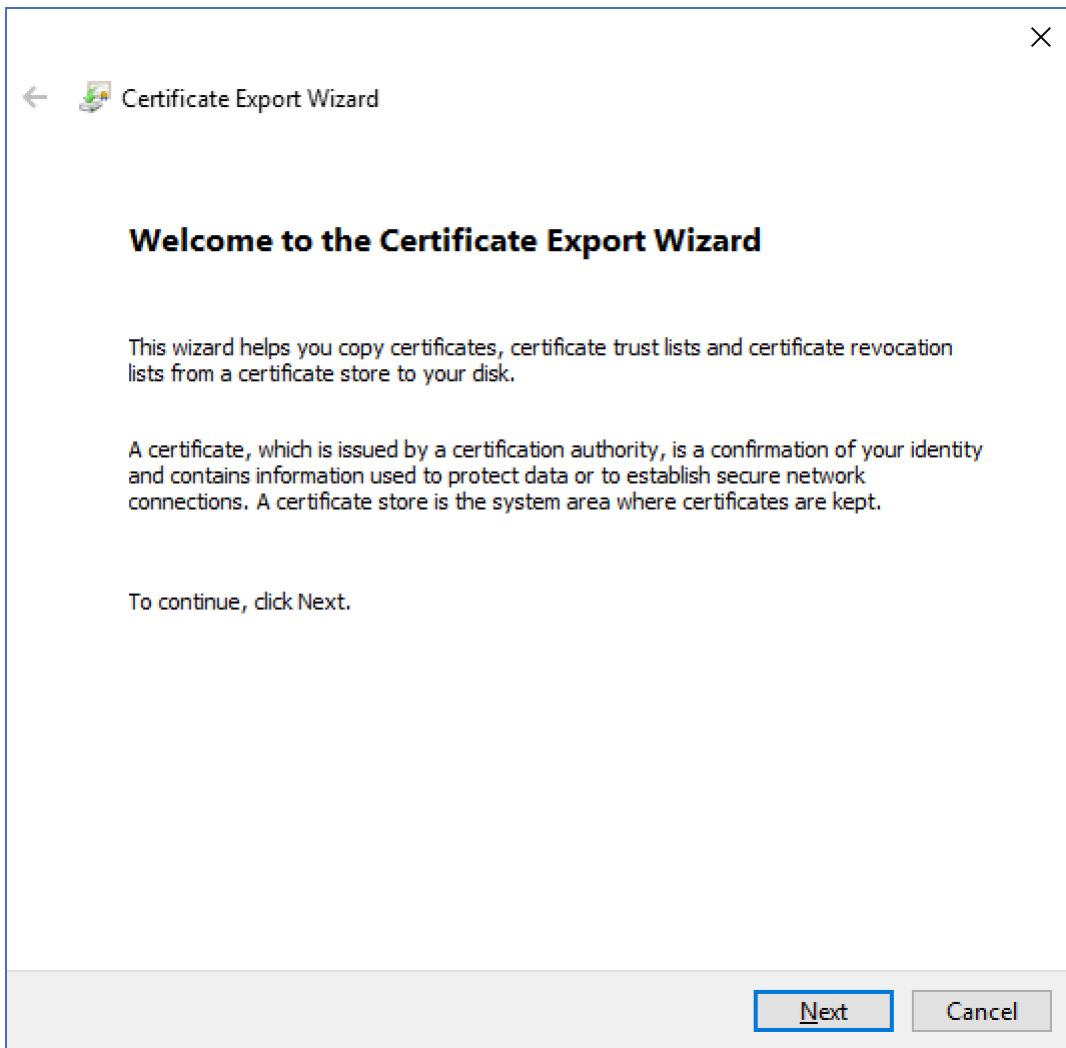 Certificate Export Wizard
Welcome to the Certificate Export Wizard
This wizard helps you copy certificates, certificate trust lists and certificate revocation
lists from a certificate store to your disk.
A certificate, which is issued by a certification authority, is a confirmation of your identity
and contains information used to protect data or to establish secure network
connections. A certificate store is the system area where certificates are kept.
To continue, click Next.
Next Cancel